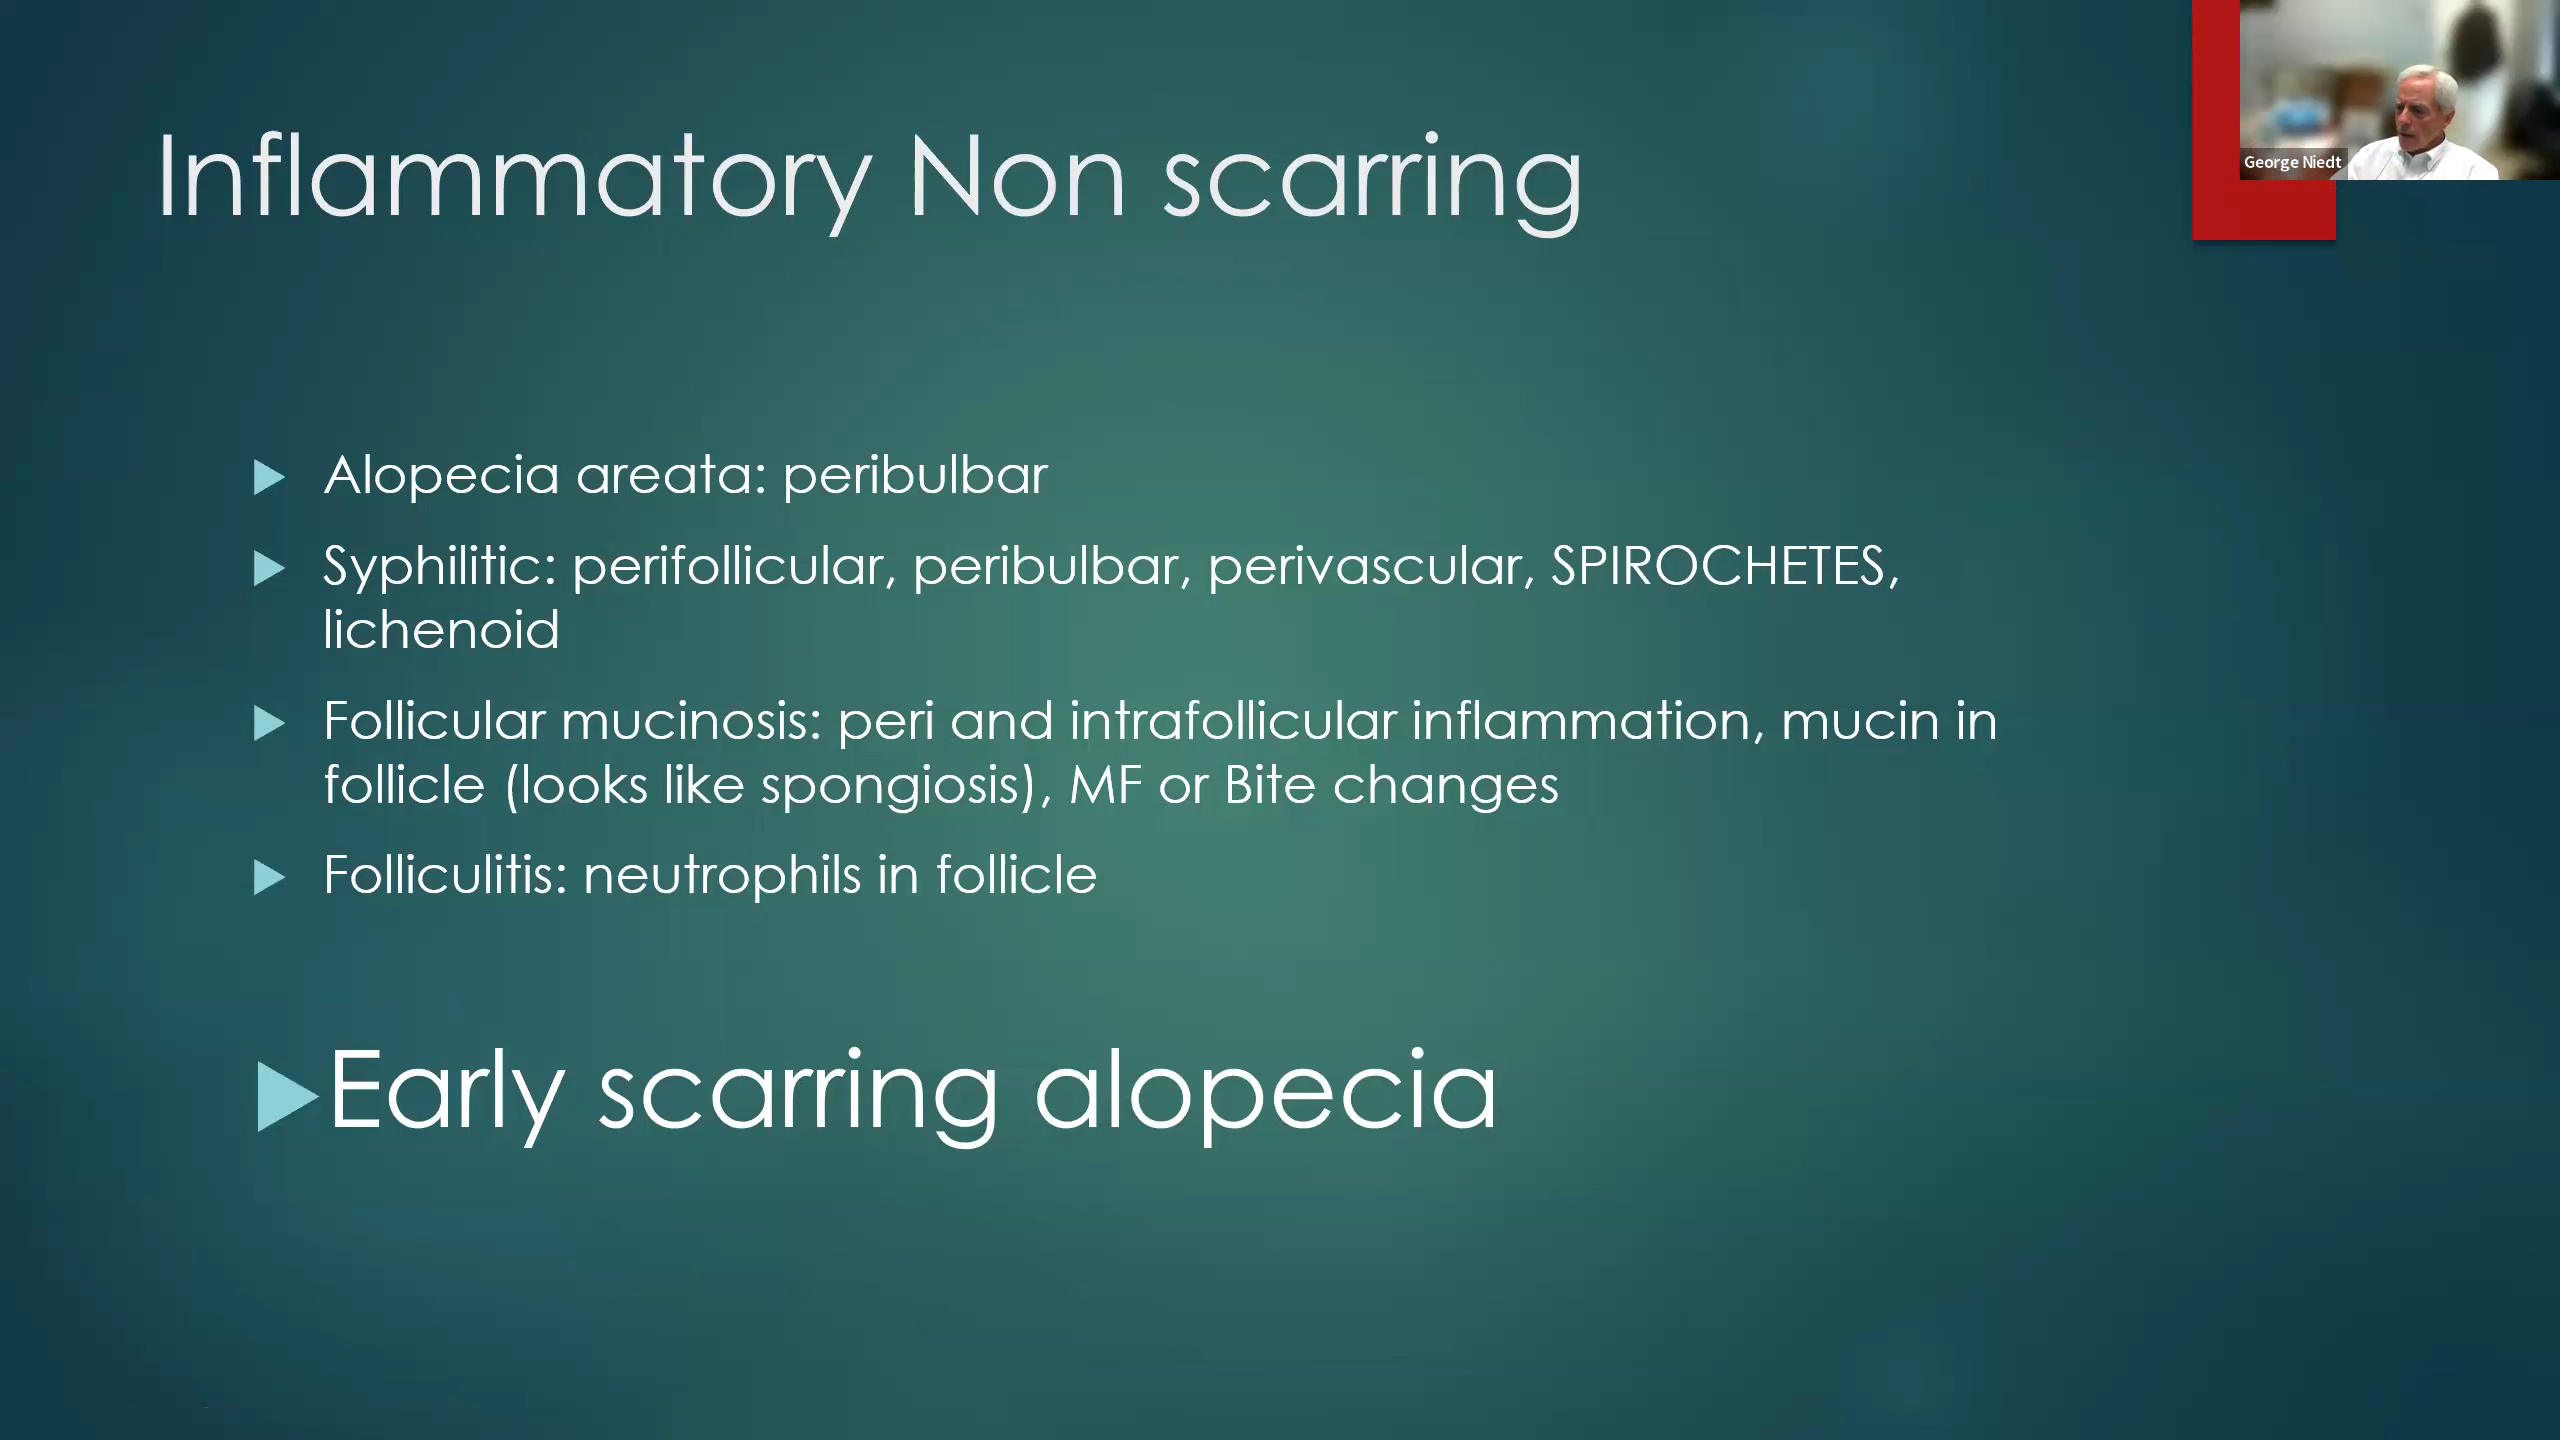 Inflammatory Non scarring
George Niedt
Alopecia areata: peribulbar
Syphilitic: perifollicular, peribulbar, perivascular, SPIROCHETES,
lichenoid
Follicular mucinosis: peri and intrafollicular inflammation, mucin in
follicle (looks like spongiosis), MF or Bite changes
Folliculitis: neutrophils in follicle
Early scarring alopecia